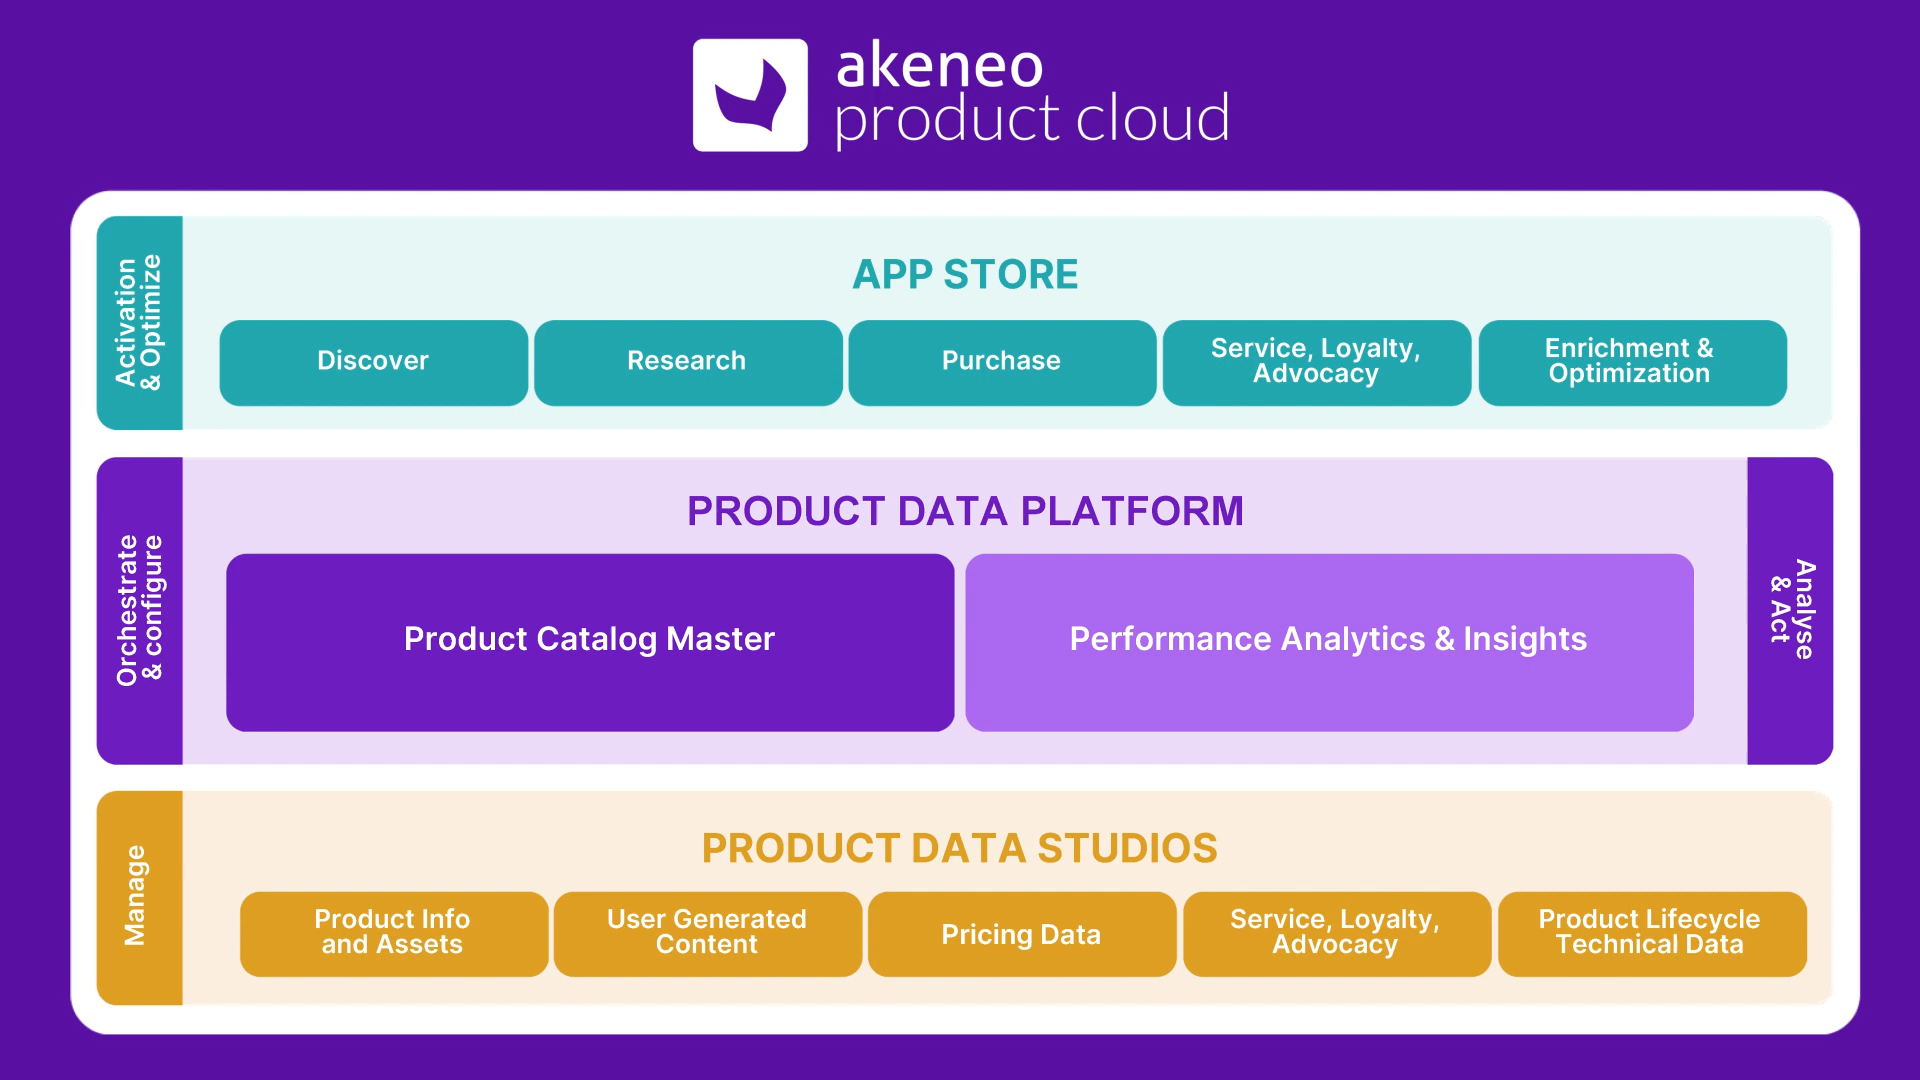 akeneo
product cloud
Activation
& Optimize
APP STORE
Discover
Research
Purchase
Service, Loyalty,
Advocacy
Enrichment &
Optimization
Orchestrate
& configure
PRODUCT DATA PLATFORM
Product Catalog Master
Performance Analytics & Insights
Analyse
& Act
Manage
PRODUCT DATA STUDIOS
Product Info
and Assets
User Generated
Content
Pricing Data
Service, Loyalty,
Advocacy
Product Lifecycle
Technical Data